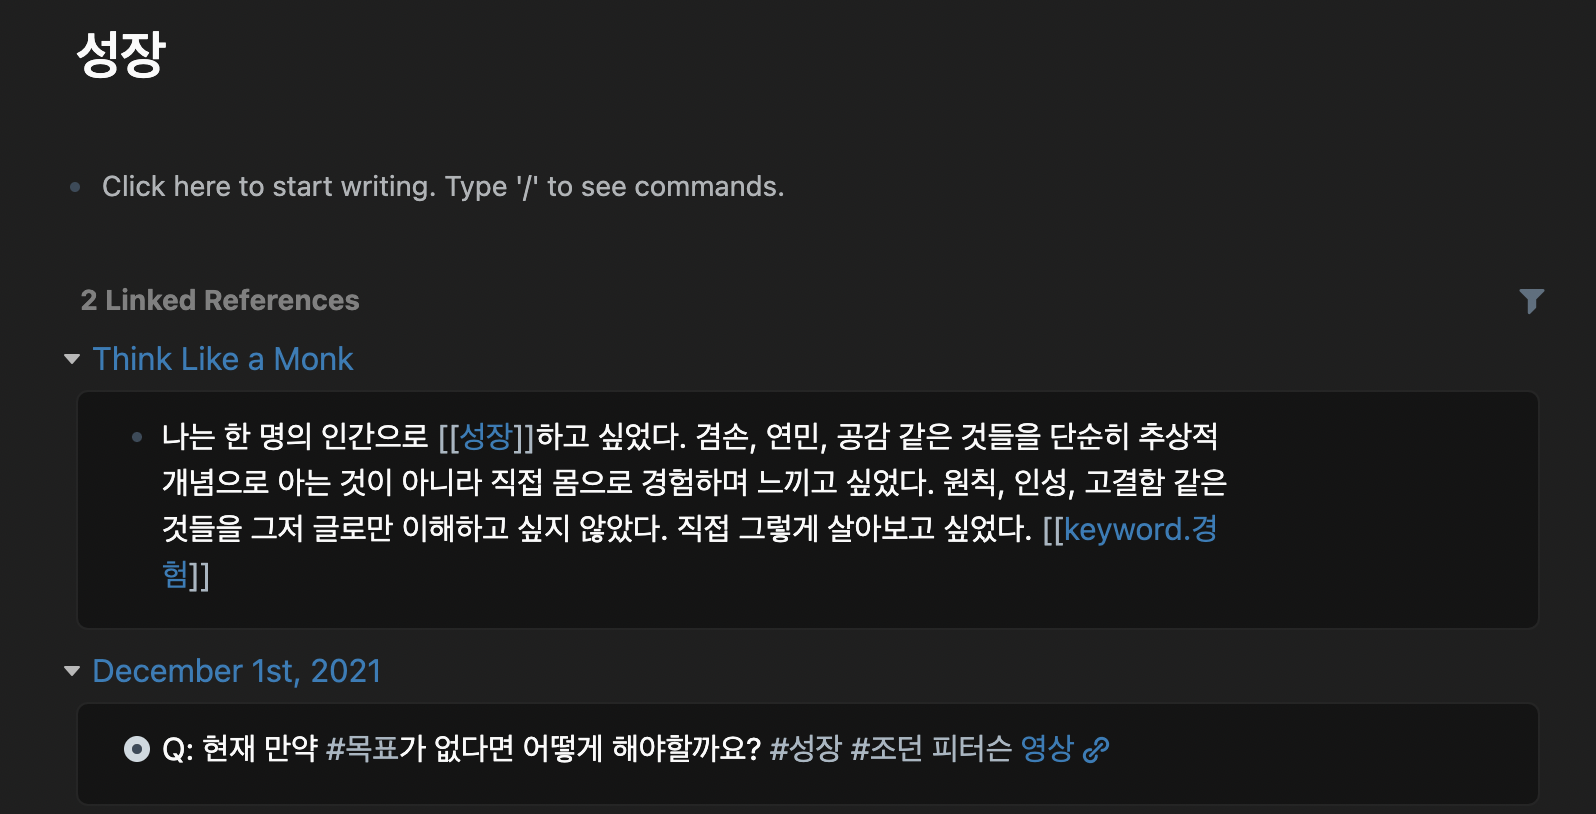 성장
Click here to start writing. Type '/' to see commands.
2 Linked References
Think Like a Monk
나는 한 명의 인간으로 [[성장]]하고 싶었다. 겸손, 연민, 공감 같은 것들을 단순히 추상적
개념으로 아는 것이 아니라 직접 몸으로 경험하며 느끼고 싶었다. 원칙, 인성, 고결함 같은
것들을 그저 글로만 이해하고 싶지 않았다. 직접 그렇게 살아보고 싶었다. [[keyword.경
험]]
December 1st, 2021
Q: 현재 만약 #목표가 없다면 어떻게 해야할까요? #성장 #조던 피터슨 영상